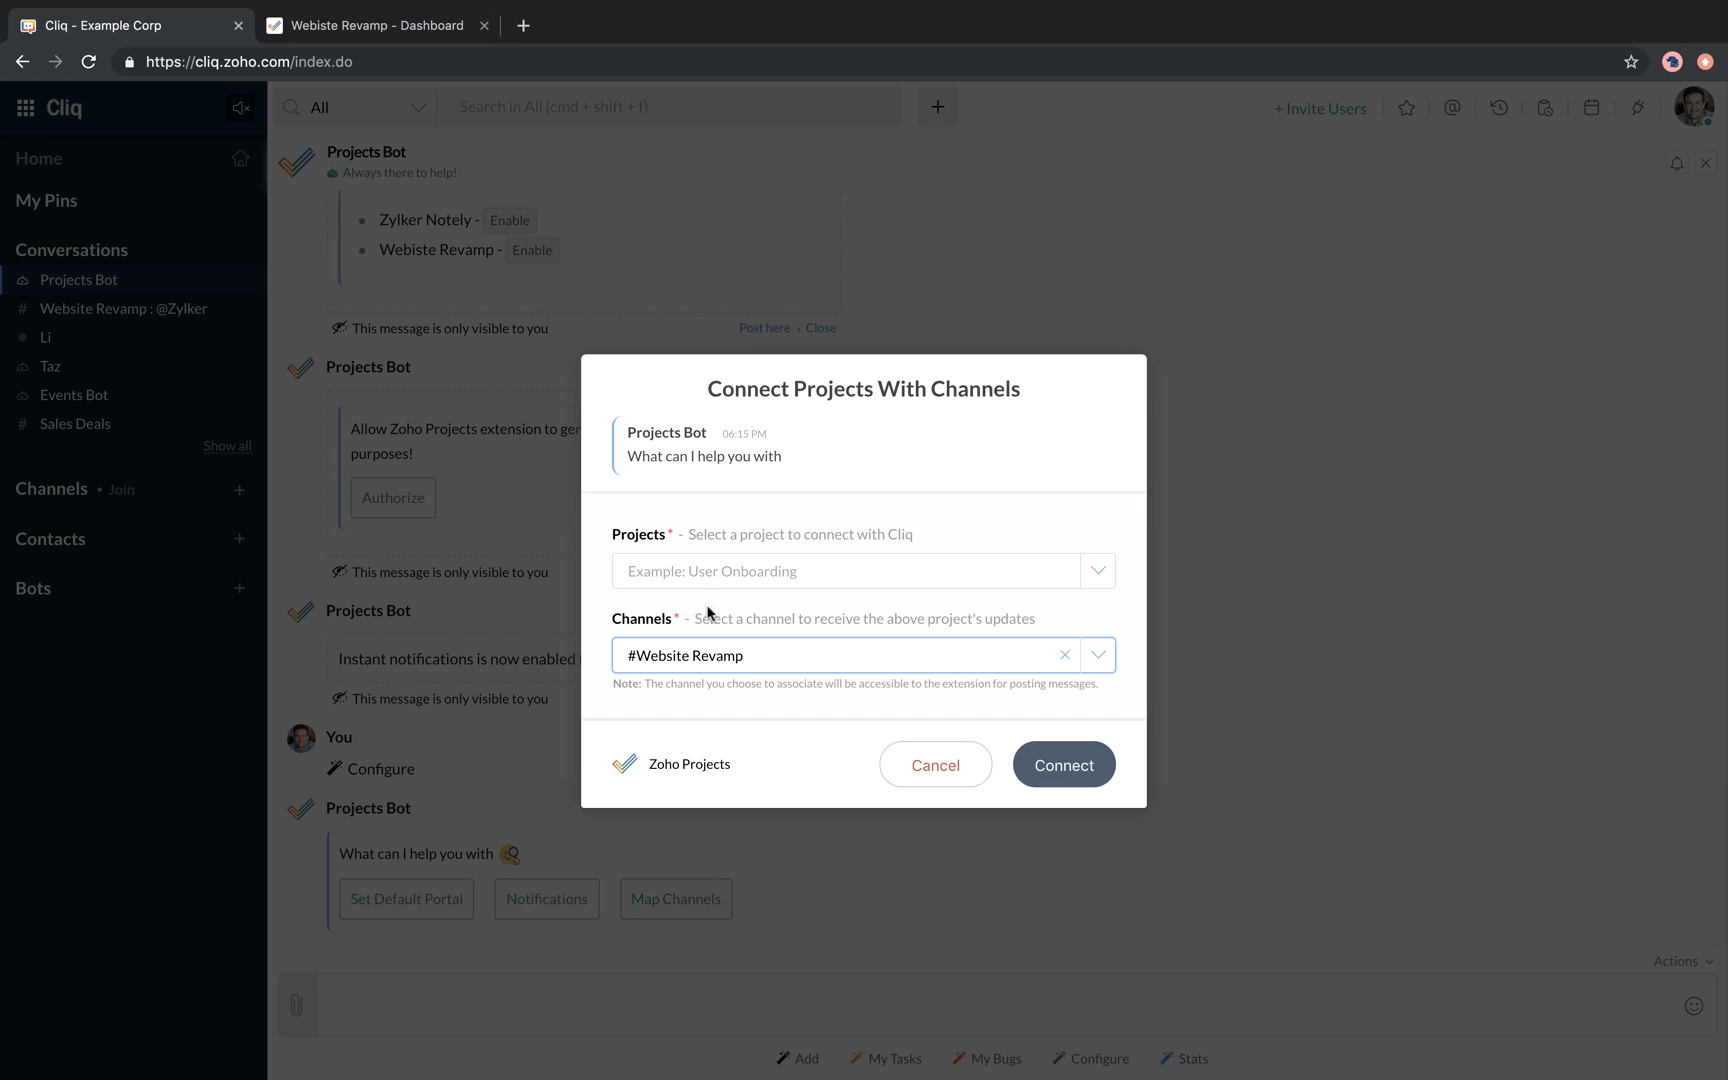 Cliq - Example Corp
Webiste Revamp - Dashboard
https://cliq.zoho.com/index.do
Cliq
All
Search in All (cmd + shift + f)
+ Invite Users
Home
My Pins
Conversations
Projects Bot
Website Revamp : @Zylker
Li
Taz
Events Bot
# Sales Deals
Show all
Channels • Join
Contacts
Bots
Projects Bot
Always there to help!
Zylker Notely - Enable
Webiste Revamp - Enable
This message is only visible to you
Post here • Close
Projects Bot
Allow Zoho Projects extension to ge
purposes!
Authorize
This message is only visible to you
Projects Bot
Instant notifications is now enabled
This message is only visible to you
You
Configure
Projects Bot
What can I help you with
Set Default Portal
Notifications
Map Channels
Connect Projects With Channels
Projects Bot 06:15 PM
What can I help you with
Projects * - Select a project to connect with Cliq
Example: User Onboarding
Channels * - Select a channel to receive the above project's updates
#Website Revamp
Note: The channel you choose to associate will be accessible to the extension for posting messages.
Zoho Projects
Cancel
Connect
Actions
Add
My Tasks
My Bugs
Configure
Stats